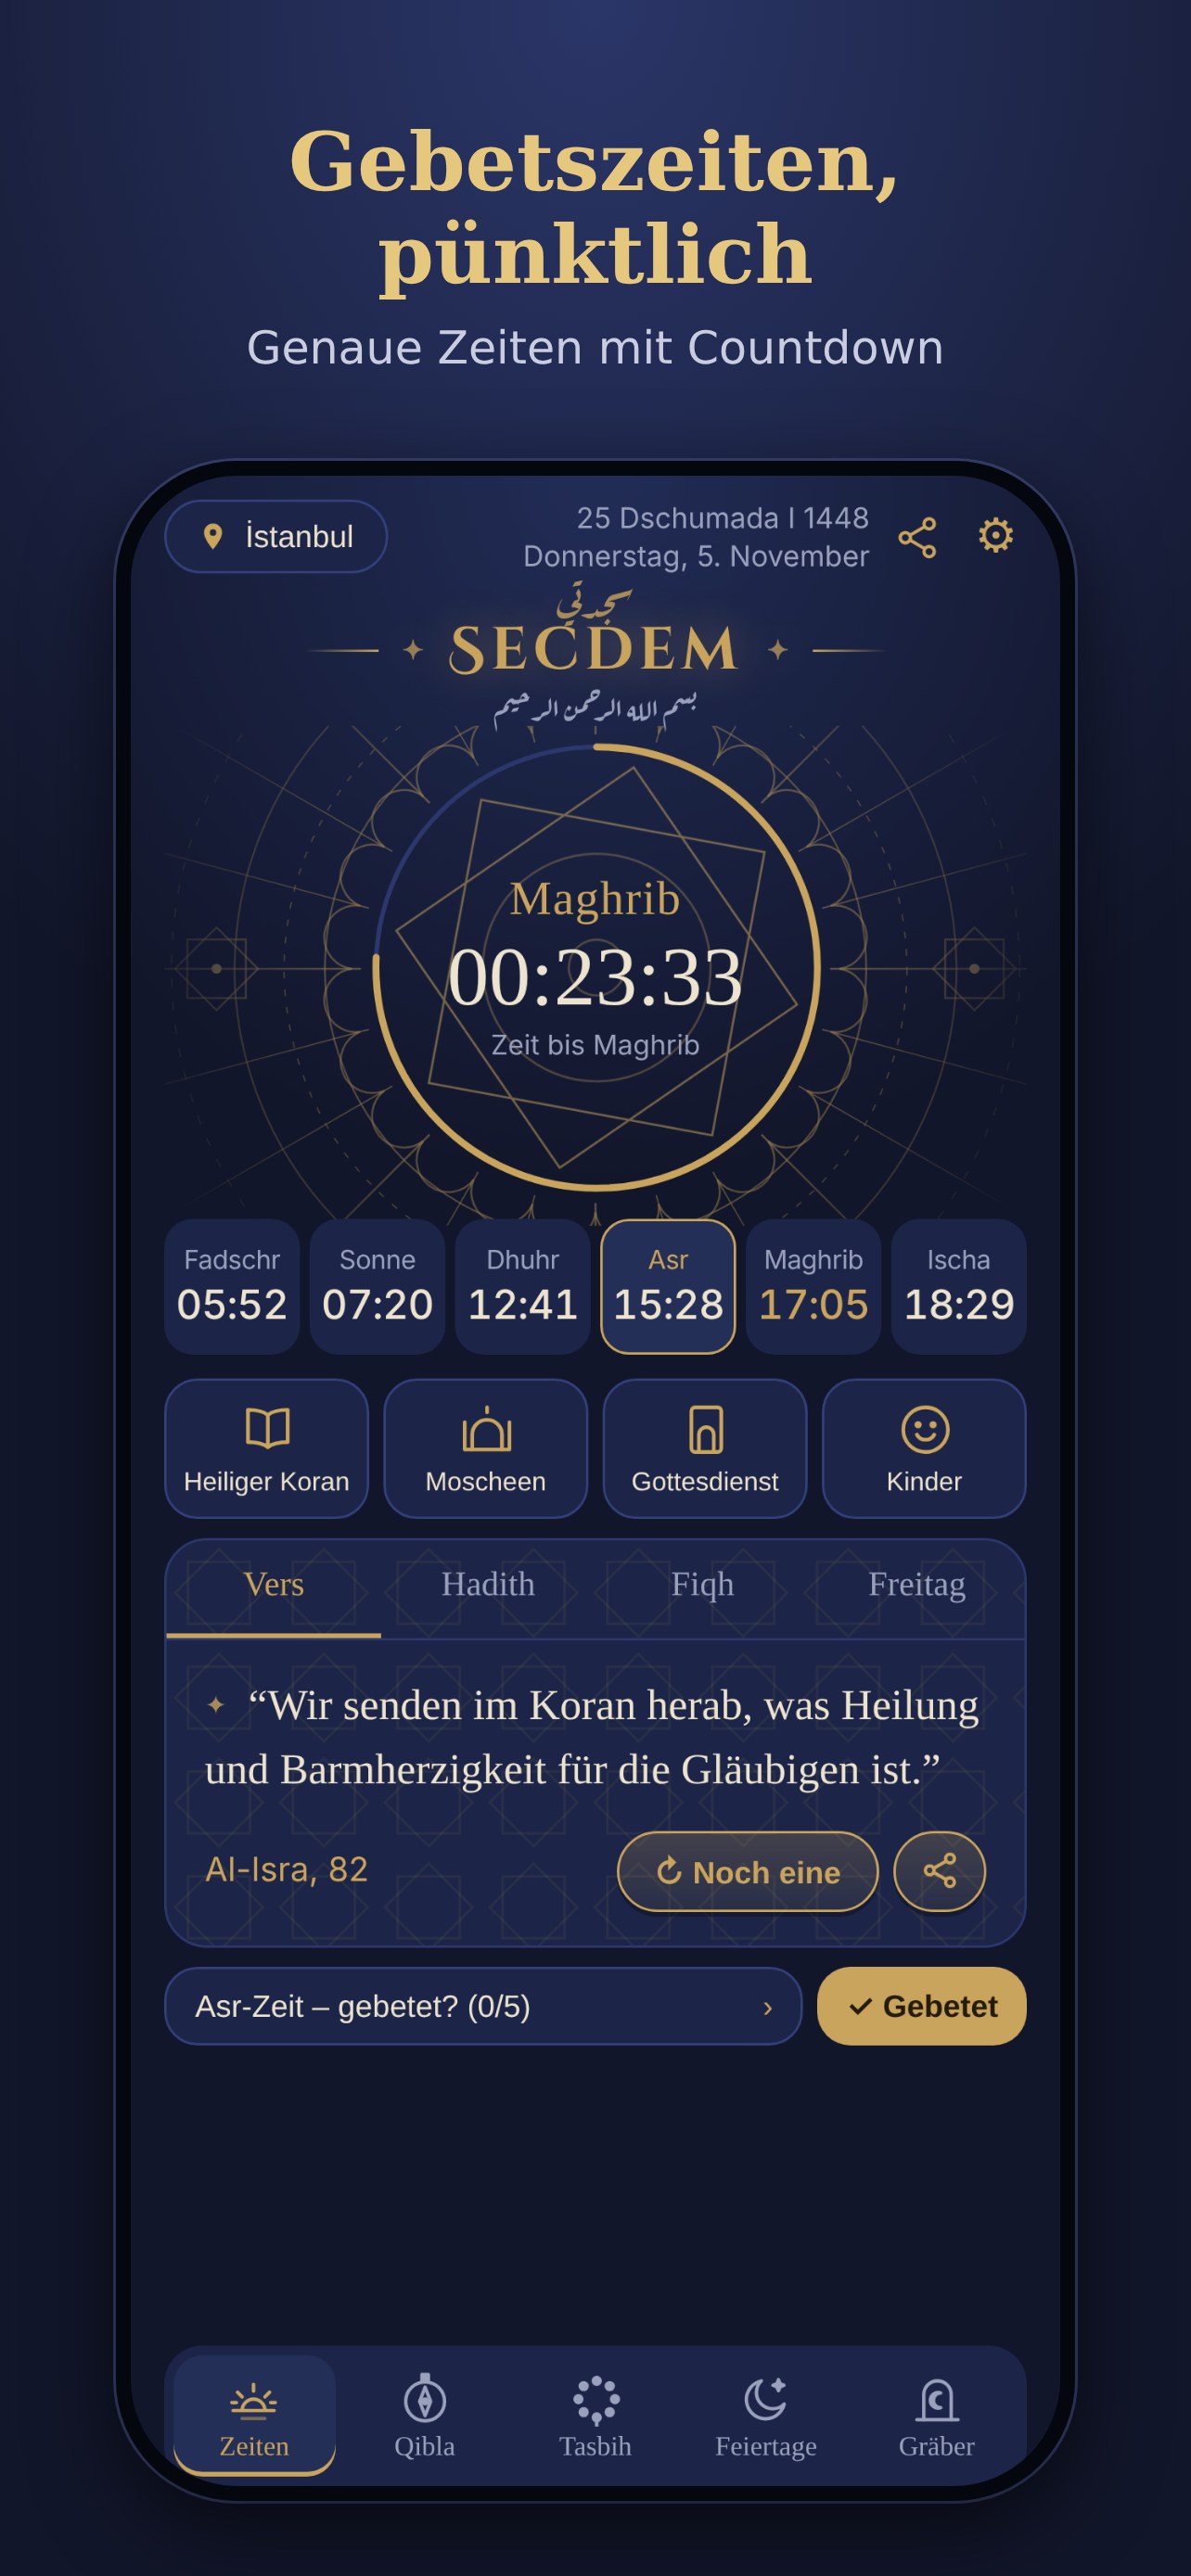 Gebetszeiten,
pünktlich
Genaue Zeiten mit Countdown
İstanbul
25 Dschumada I 1448
Donnerstag, 5. November
سجدتي
SECDEM
بسم الله الرحمن الرحيم
Maghrib
00:23:33
Zeit bis Maghrib
Fadschr Sonne Dhuhr Asr Maghrib Ischa
05:52 07:20 12:41 15:28 17:05 18:29
Heiliger Koran Moscheen Gottesdienst Kinder
Vers Hadith Fiqh Freitag
“Wir senden im Koran herab, was Heilung
und Barmherzigkeit für die Gläubigen ist.”
Al-Isra, 82 Noch eine
Asr-Zeit – gebetet? (0/5) › ✓ Gebetet
Zeiten Qibla Tasbih Feiertage Gräber